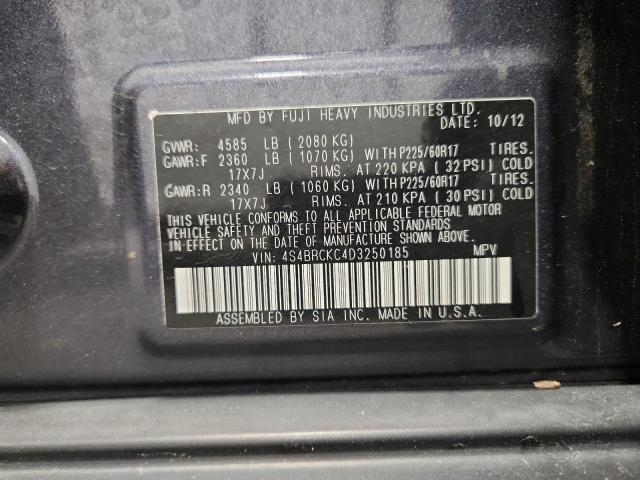 MFD BY FUJI HEAVY INDUSTRIES LTD.
DATE: 10/12
GVWR: 4585 LB (2080 KG)
GAWR:F 2360 LB (1070 KG) WITH P225/60R17 TIRES.
17X7J RIMS. AT 220 KPA (32 PSI) COLD
GAWR:R 2340 LB (1060 KG) WITH P225/60R17 TIRES.
17X7J RIMS. AT 210 KPA (30 PSI) COLD
THIS VEHICLE CONFORMS TO ALL APPLICABLE FEDERAL MOTOR
VEHICLE SAFETY AND THEFT PREVENTION STANDARDS
IN EFFECT ON THE DATE OF MANUFACTURE SHOWN ABOVE.
VIN: 4S4BRCKC4D3250185 MPV
ASSEMBLED BY SIA INC. MADE IN U.S.A.